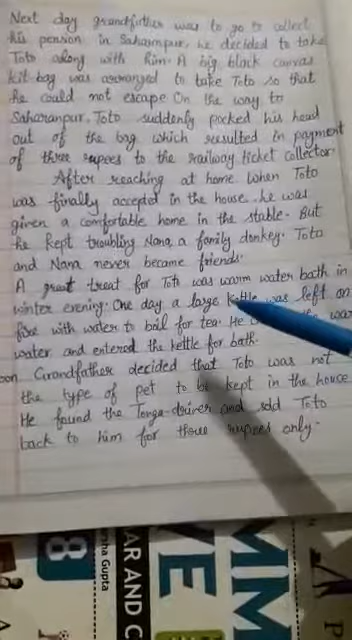 Next day grandfather was to go to collect
his pension in Saharanpur, he decided to take
Toto along with him. A big black canvas
kit-bag was arranged to take Toto so that
he could not escape On the way to
Saharanpur. Toto suddenly pocked his head
out of the bag which resulted in payment
of three rupees to the railway ticket collector.
After reaching at home when Toto
was finally accepted in the house. he was
given a comfortable home in the stable. But
he kept troubling Nana, a family donkey. Toto
and Nana never became friends.
A great treat for Toto was warm water bath in
winter evening. One day a large kettle was left on
fire with water to boil for tea. He
water and entered the kettle for bath.
Grandfather decided that Toto was not
the type of pet to be kept in the house
He found the Tonga-driver and sold Toto
back to him for three rupees only.
8
sha Gupta
AR AND C
VE
MM